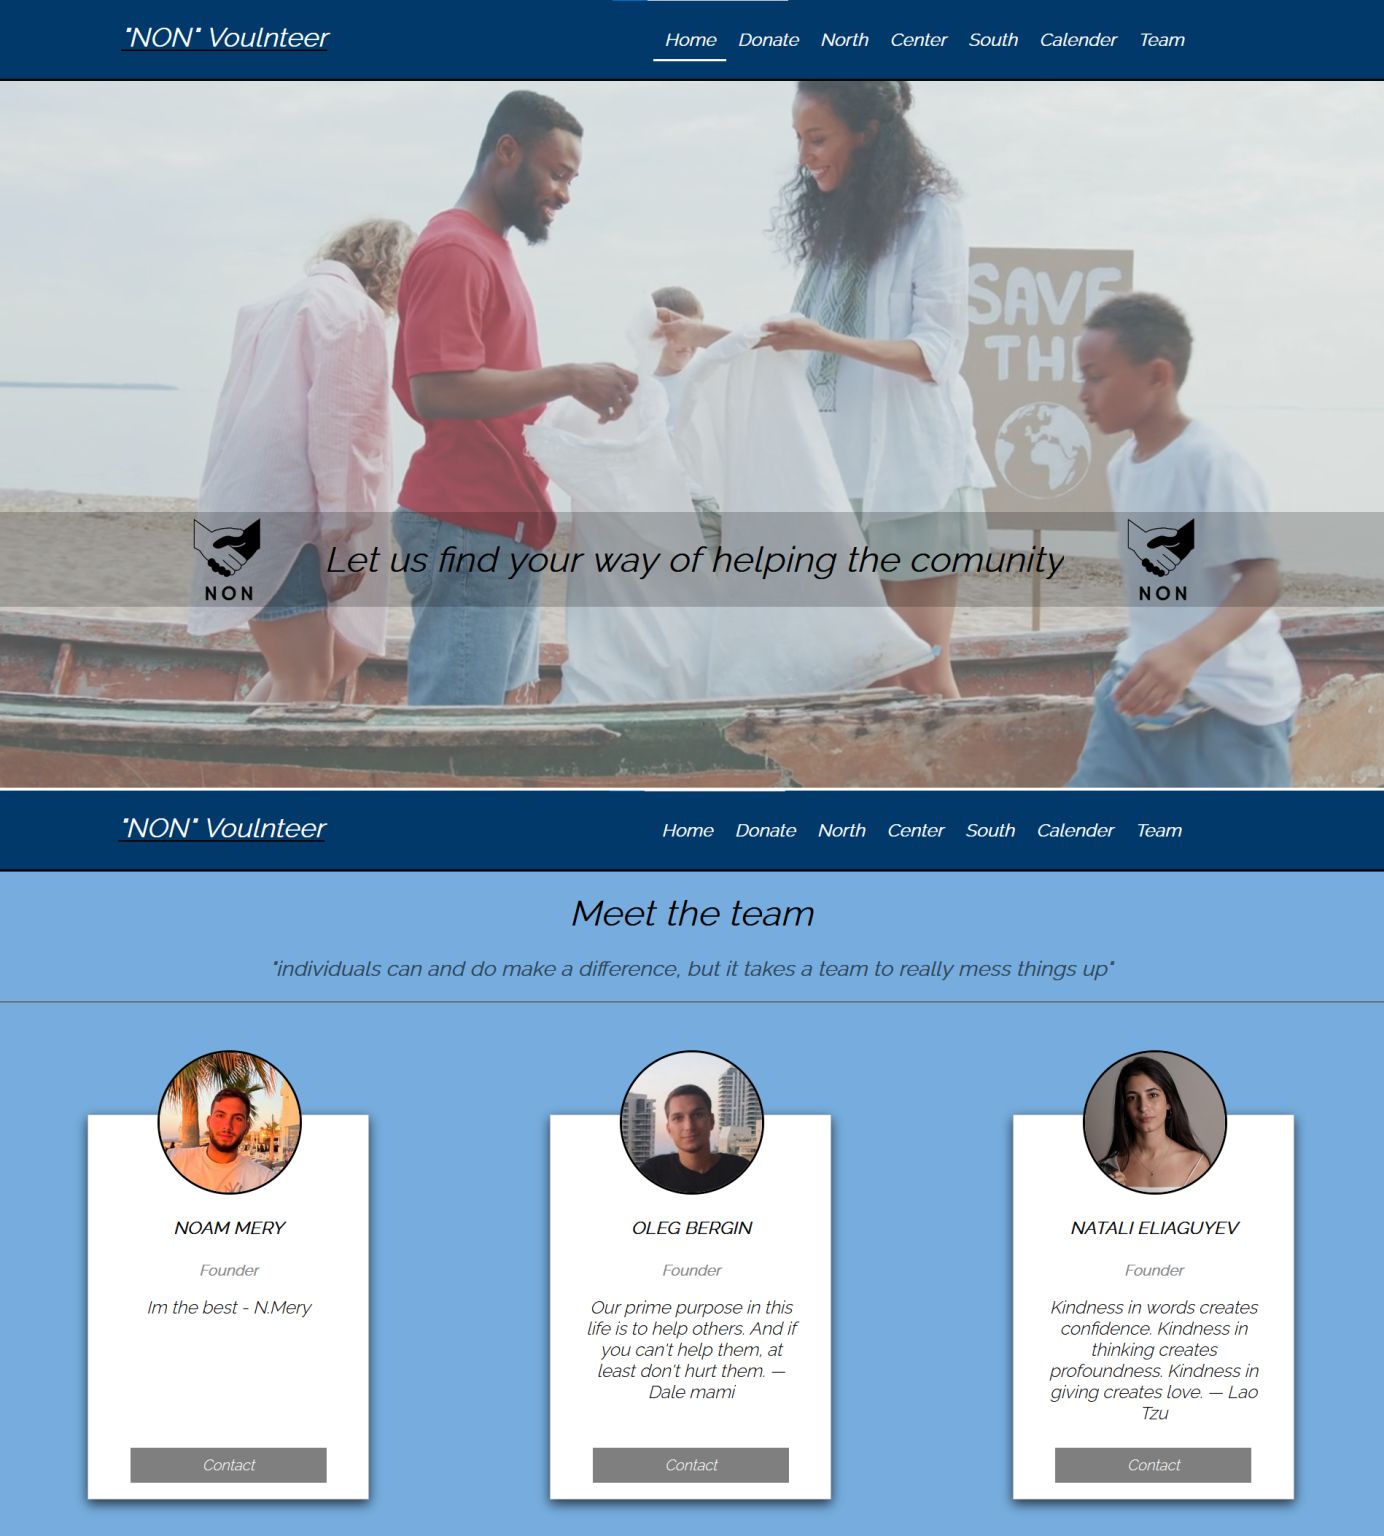 "NON" Voulnteer
Home Donate North Center South Calender Team
SAVE
TH
Let us find your way of helping the comunity
NON
NON
"NON" Voulnteer
Home Donate North Center South Calender Team
Meet the team
"individuals can and do make a difference, but it takes a team to really mess things up"
NOAM MERY
Founder
Im the best - N.Mery
Contact
OLEG BERGIN
Founder
Our prime purpose in this
life is to help others. And if
you can't help them, at
least don't hurt them. —
Dale mami
Contact
NATALI ELIAGUYEV
Founder
Kindness in words creates
confidence. Kindness in
thinking creates
profoundness. Kindness in
giving creates love. — Lao
Tzu
Contact